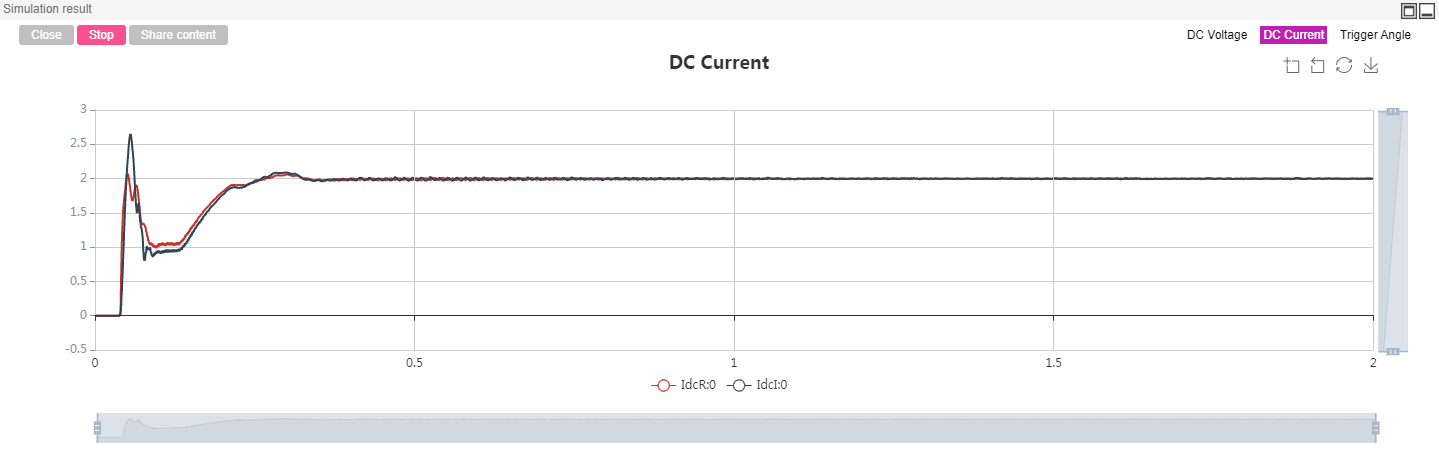 Simulation result
Close Stop Share content DC Voltage DC Current Trigger Angle
DC Current
3
2.5
2
1.5
1
0.5
0
-0.5
0 0.5 1 1.5 2
IdcR:0 IdcI:0